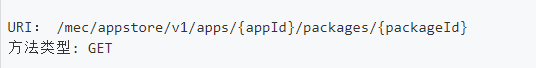 URI: /mec/appstore/v1/apps/{appId}/packages/{packageId}
方法类型: GET